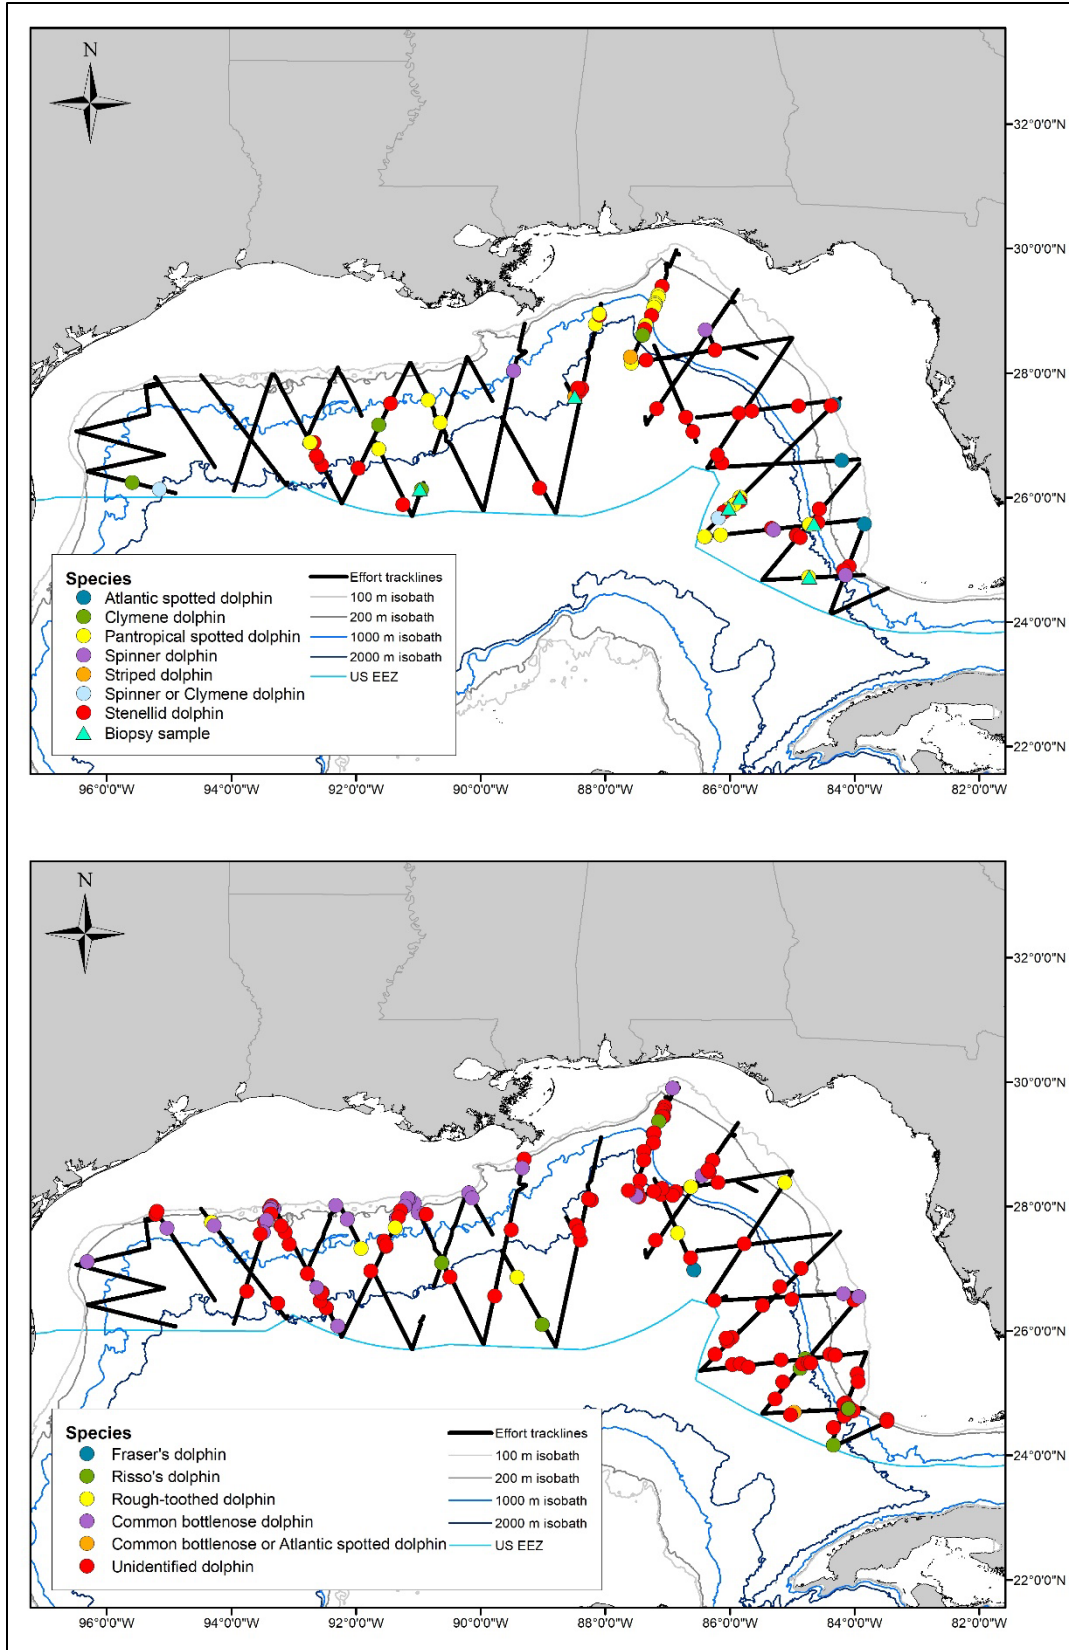 N
32°0'0"N
30°0'0"N
28°0'0"N
26°0'0"N
24°0'0"N
22°0'0"N
Species
Atlantic spotted dolphin
Clymene dolphin
Pantropical spotted dolphin
Spinner dolphin
Striped dolphin
Spinner or Clymene dolphin
Stenellid dolphin
Biopsy sample
Effort tracklines
100 m isobath
200 m isobath
1000 m isobath
2000 m isobath
US EEZ
96°0'0"W 94°0'0"W 92°0'0"W 90°0'0"W 88°0'0"W 86°0'0"W 84°0'0"W 82°0'0"W
N
32°0'0"N
30°0'0"N
28°0'0"N
26°0'0"N
24°0'0"N
22°0'0"N
Species
Fraser's dolphin
Risso's dolphin
Rough-toothed dolphin
Common bottlenose dolphin
Common bottlenose or Atlantic spotted dolphin
Unidentified dolphin
Effort tracklines
100 m isobath
200 m isobath
1000 m isobath
2000 m isobath
US EEZ
96°0'0"W 94°0'0"W 92°0'0"W 90°0'0"W 88°0'0"W 86°0'0"W 84°0'0"W 82°0'0"W